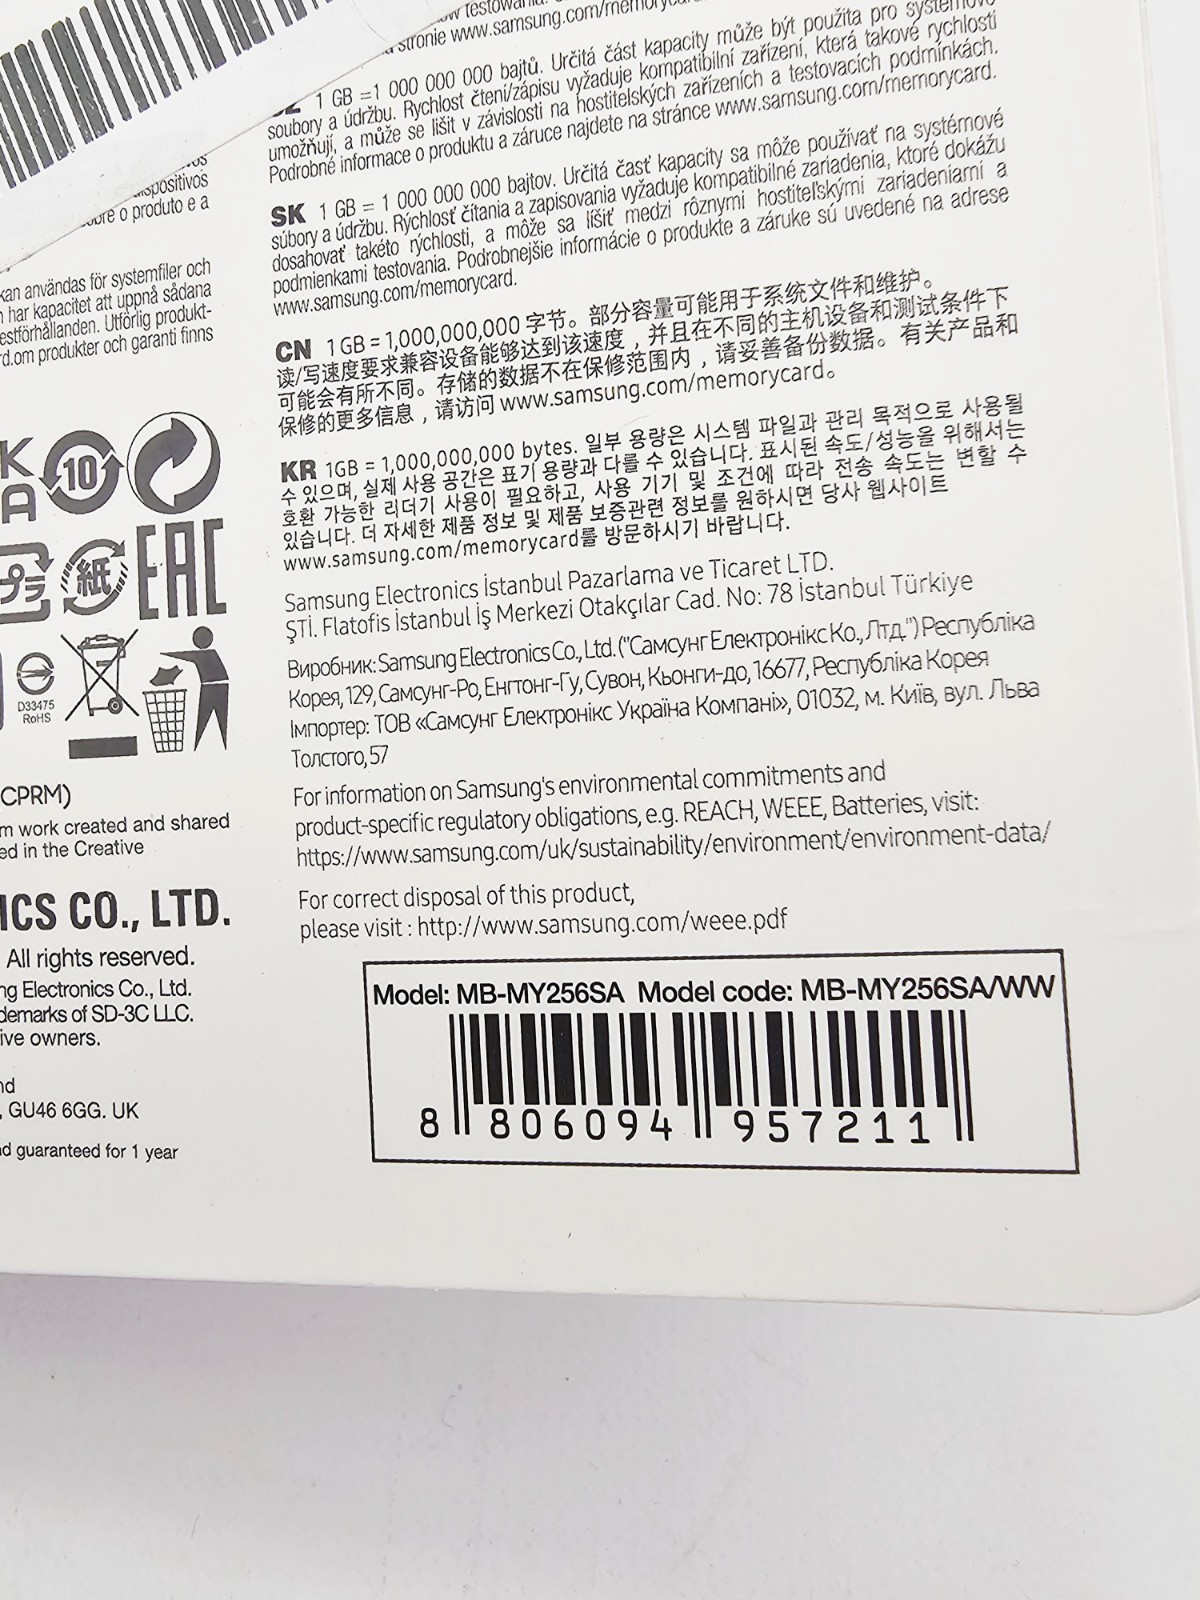 testowania.
stronie www.samsung.com/memorycard
CZ 1 GB =1 000 000 000 bajtů. Určitá část kapacity může být použita pro systémové
soubory a údržbu. Rychlost čtení/zápisu vyžaduje kompatibilní zařízení, která takové rychlosti
umožňují, a může se lišit v závislosti na hostitelských zařízeních a testovacích podmínkách.
Podrobné informace o produktu a záruce najdete na stránce www.samsung.com/memorycard.
SK 1 GB = 1 000 000 000 bajtov. Určitá časť kapacity sa môže používať na systémové
súbory a údržbu. Rýchlosť čítania a zapisovania vyžaduje kompatibilné zariadenia, ktoré dokážu
dosahovať takéto rýchlosti, a môže sa líšiť medzi rôznymi hostiteľskými zariadeniami a
podmienkami testovania. Podrobnejšie informácie o produkte a záruke sú uvedené na adrese
www.samsung.com/memorycard.
CN 1 GB = 1,000,000,000 字节。部分容量可能用于系统文件和维护。
读/写速度要求兼容设备能够达到该速度，并且在不同的主机设备和测试条件下
可能会有所不同。存储的数据不在保修范围内，请妥善备份数据。有关产品和
保修的更多信息，请访问 www.samsung.com/memorycard。
KR 1GB = 1,000,000,000 bytes. 일부 용량은 시스템 파일과 관리 목적으로 사용될
수 있으며, 실제 사용 공간은 표기 용량과 다를 수 있습니다. 표시된 속도/성능을 위해서는
호환 가능한 리더기 사용이 필요하고, 사용 기기 및 조건에 따라 전송 속도는 변할 수
있습니다. 더 자세한 제품 정보 및 제품 보증관련 정보를 원하시면 당사 웹사이트
www.samsung.com/memorycard를 방문하시기 바랍니다.
Samsung Electronics İstanbul Pazarlama ve Ticaret LTD.
ŞTİ. Flatofis İstanbul İş Merkezi Otakçılar Cad. No: 78 İstanbul Türkiye
Виробник: Samsung Electronics Co., Ltd. ("Самсунг Електронікс Ко., Лтд.") Республіка
Корея, 129, Самсунг-Ро, Енгтонг-Гу, Сувон, Кьонги-до, 16677, Республіка Корея
Імпортер: ТОВ «Самсунг Електронікс Україна Компані», 01032, м. Київ, вул. Льва
Толстого, 57
For information on Samsung's environmental commitments and
product-specific regulatory obligations, e.g. REACH, WEEE, Batteries, visit:
https://www.samsung.com/uk/sustainability/environment/environment-data/
For correct disposal of this product,
please visit : http://www.samsung.com/weee.pdf
Model: MB-MY256SA Model code: MB-MY256SA/WW
8 806094 957211
dispositivos
o produto e a
kan användas för systemfiler och
har kapacitet att uppnå sådana
testförhållanden. Utförlig produkt-
rd.om produkter och garanti finns
K
A
10
プラ
紙
EAC
D33475
RoHS
CPRM)
m work created and shared
ed in the Creative
ICS CO., LTD.
All rights reserved.
ng Electronics Co., Ltd.
demarks of SD-3C LLC.
ive owners.
nd
, GU46 6GG. UK
nd guaranteed for 1 year